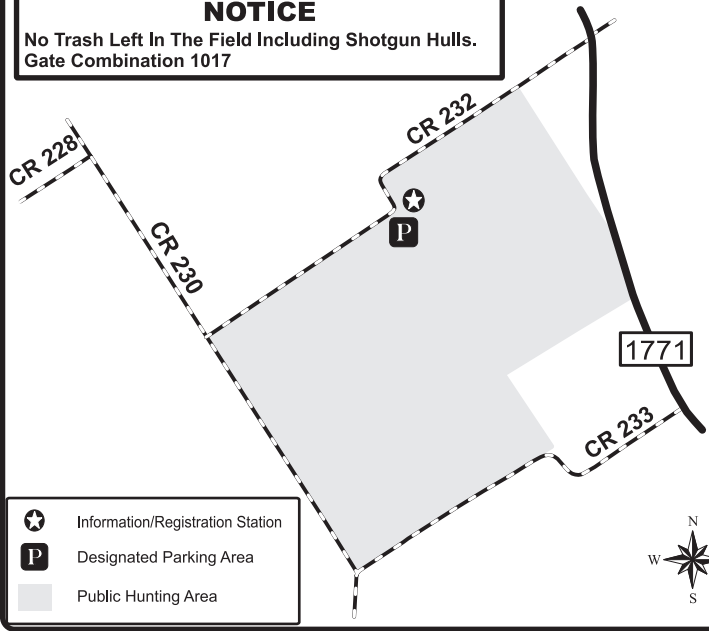 NOTICE
No Trash Left In The Field Including Shotgun Hulls.
Gate Combination 1017
CR 232
CR 228
CR 230
P
1771
CR 233
Information/Registration Station
P Designated Parking Area
Public Hunting Area
N
W
S